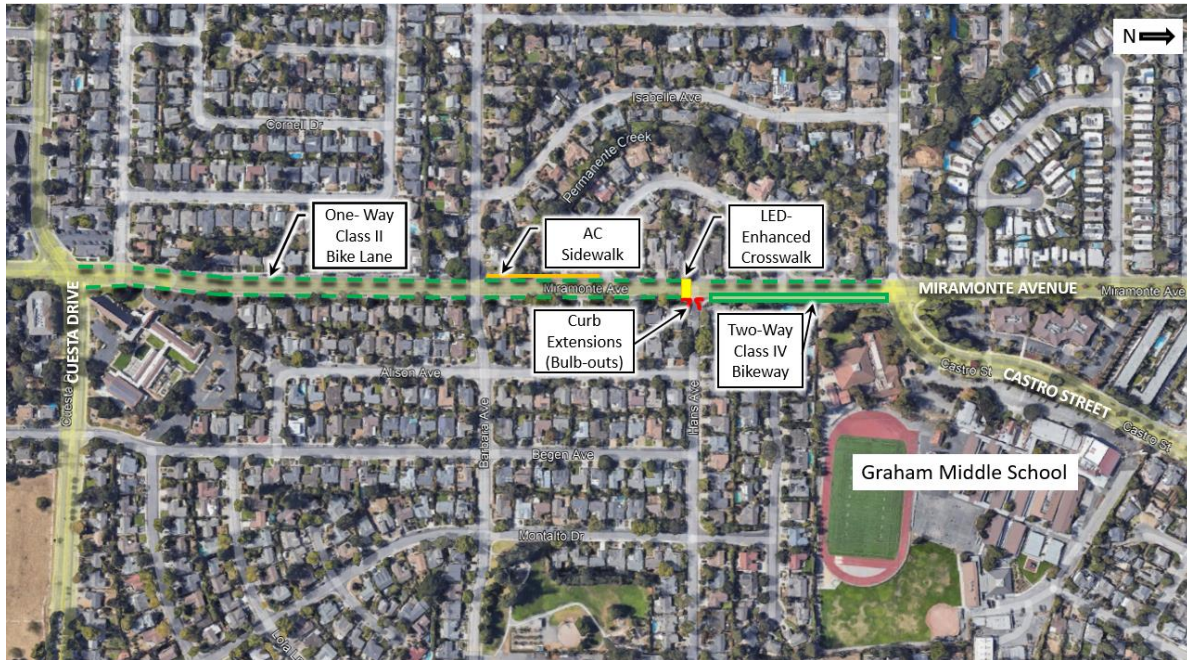 N
Isabelle Ave
Cornell Dr
Permanente Creek
One- Way
Class II
Bike Lane
AC
Sidewalk
LED-
Enhanced
Crosswalk
Miramonte Ave
MIRAMONTE AVENUE
Miramonte Ave
CUESTA DRIVE
Curb
Extensions
(Bulb-outs)
Two-Way
Class IV
Bikeway
Alison Ave
Castro St
CASTRO STREET
Castro St
Barbara Ave
Hans Ave
Begen Ave
Graham Middle School
Montalto Dr